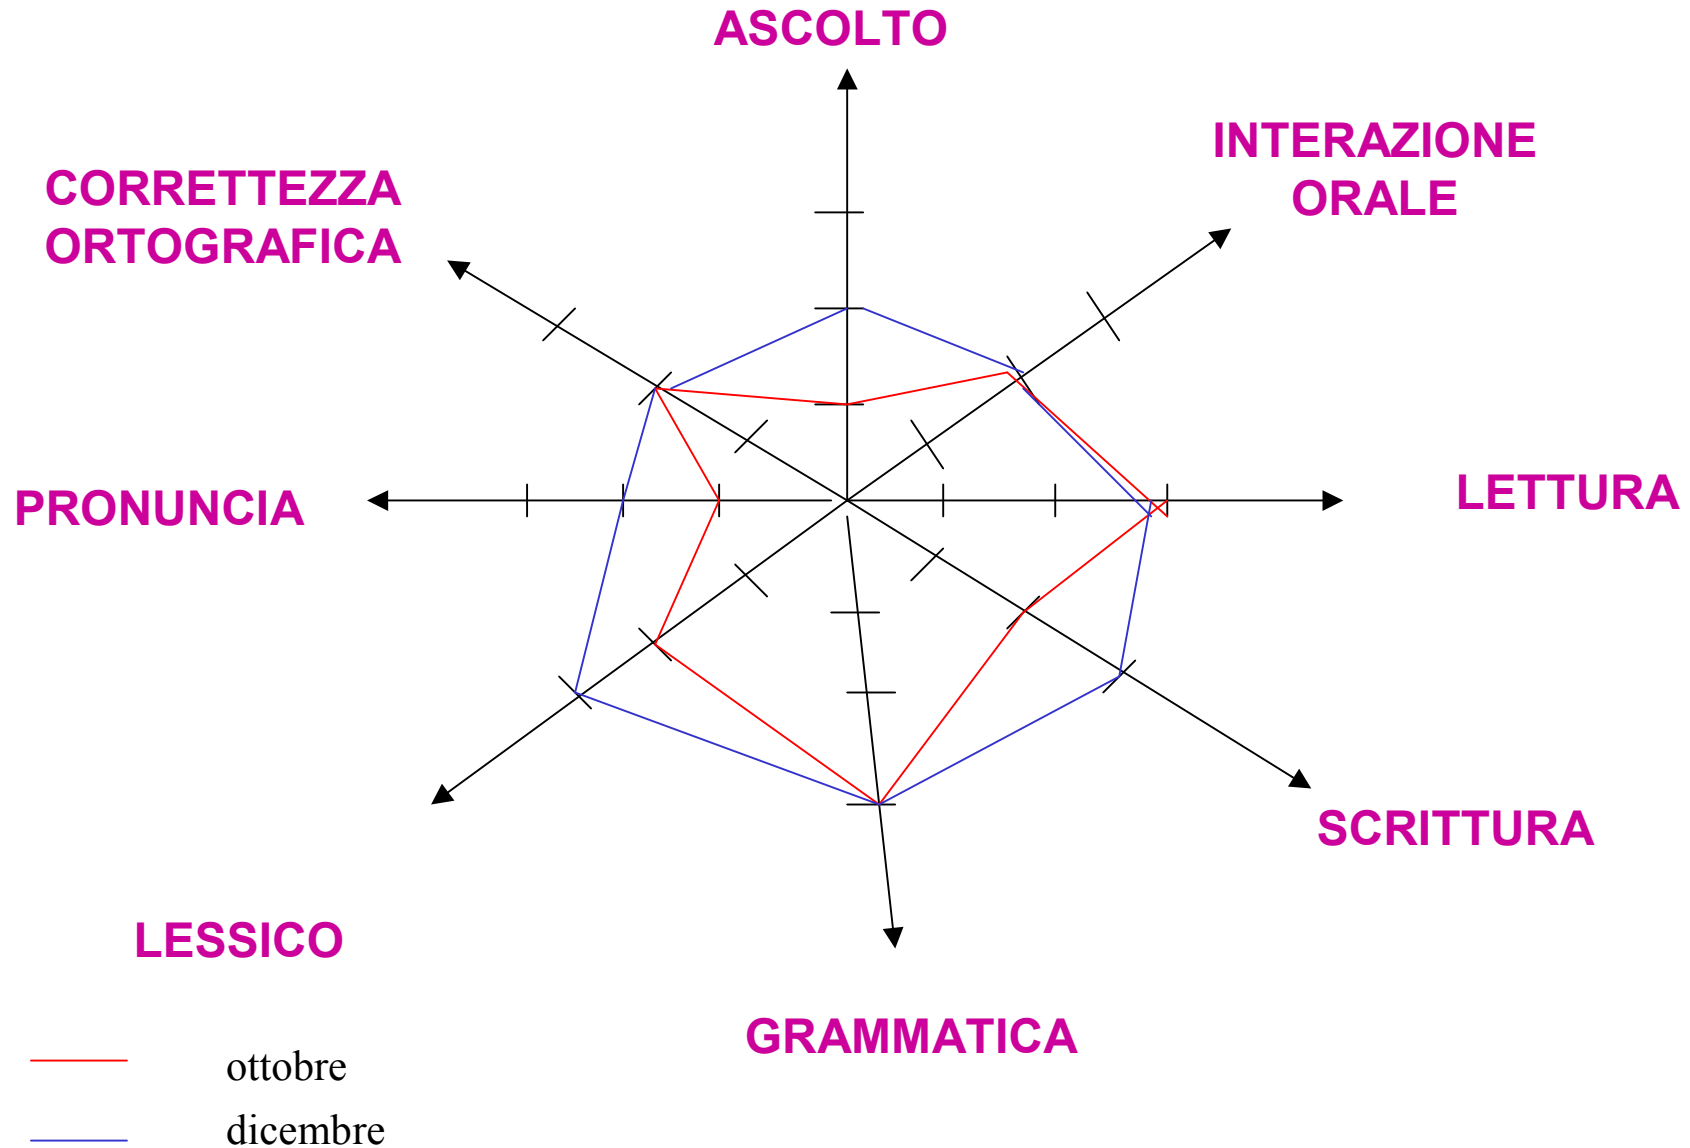 ASCOLTO
INTERAZIONE
ORALE
CORRETTEZZA
ORTOGRAFICA
PRONUNCIA
LETTURA
SCRITTURA
LESSICO
GRAMMATICA
ottobre
dicembre